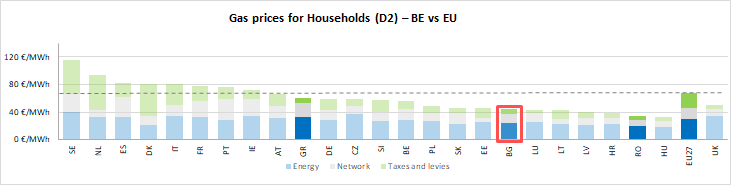 Gas prices for Households (D2) – BE vs EU
120 €/MWh
80 €/MWh
40 €/MWh
0 €/MWh
SE NL ES DK IT FR PT IE AT GR DE CZ SI BE PL SK EE BG LU LT LV HR RO HU EU27 UK
Energy Network Taxes and levies